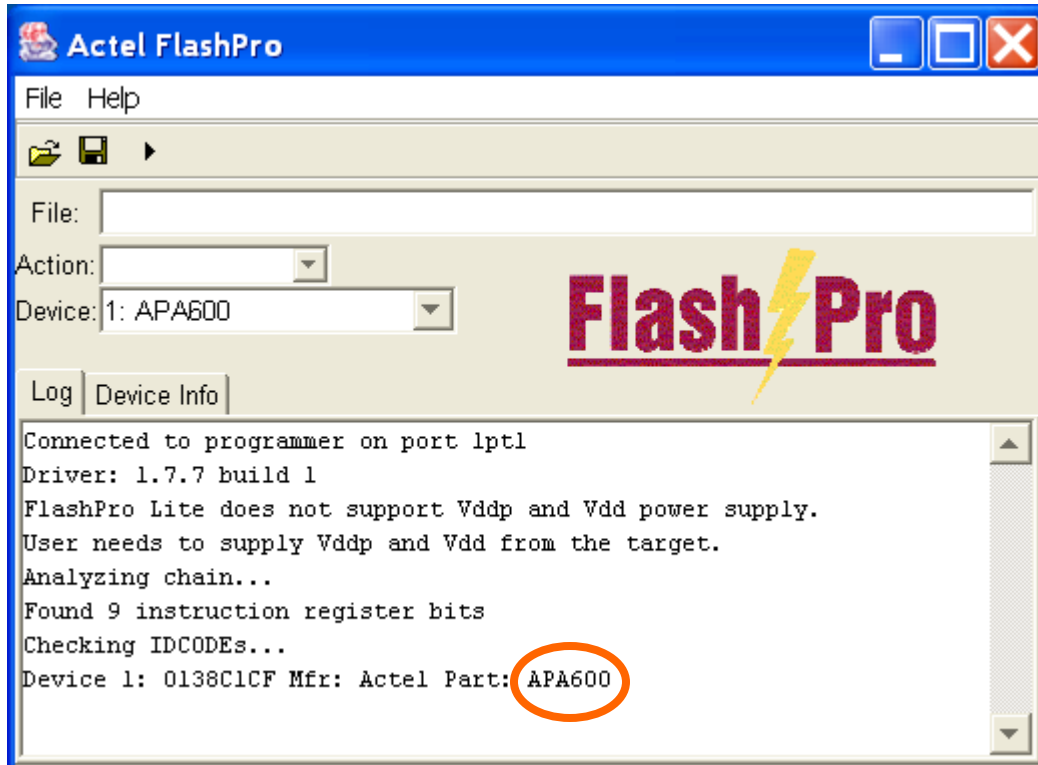 Actel FlashPro
File Help
File:
Action:
Device: 1: APA600
Flash Pro
Log Device Info
Connected to programmer on port lpt1
Driver: 1.7.7 build 1
FlashPro Lite does not support Vddp and Vdd power supply.
User needs to supply Vddp and Vdd from the target.
Analyzing chain...
Found 9 instruction register bits
Checking IDCODEs...
Device 1: 0138C1CF Mfr: Actel Part: APA600